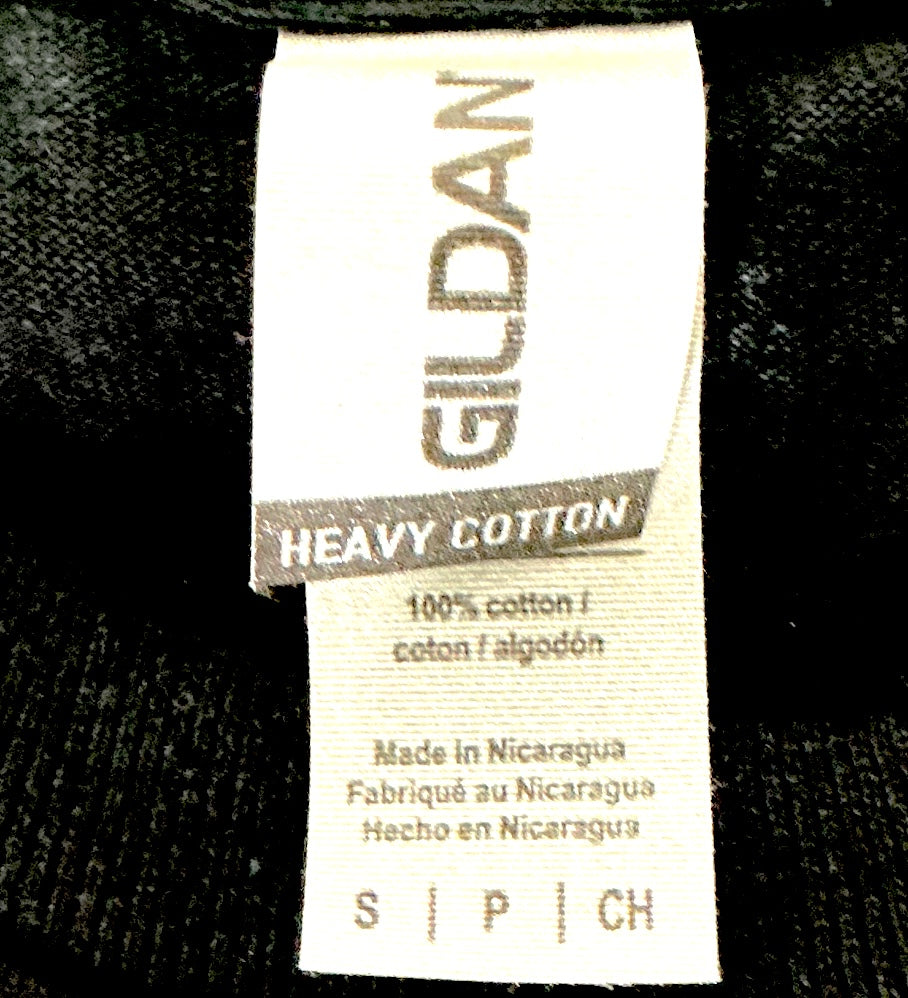 GILDAN
HEAVY COTTON
100% cotton /
coton / algodón
Made in Nicaragua
Fabriqué au Nicaragua
Hecho en Nicaragua
S | P | CH